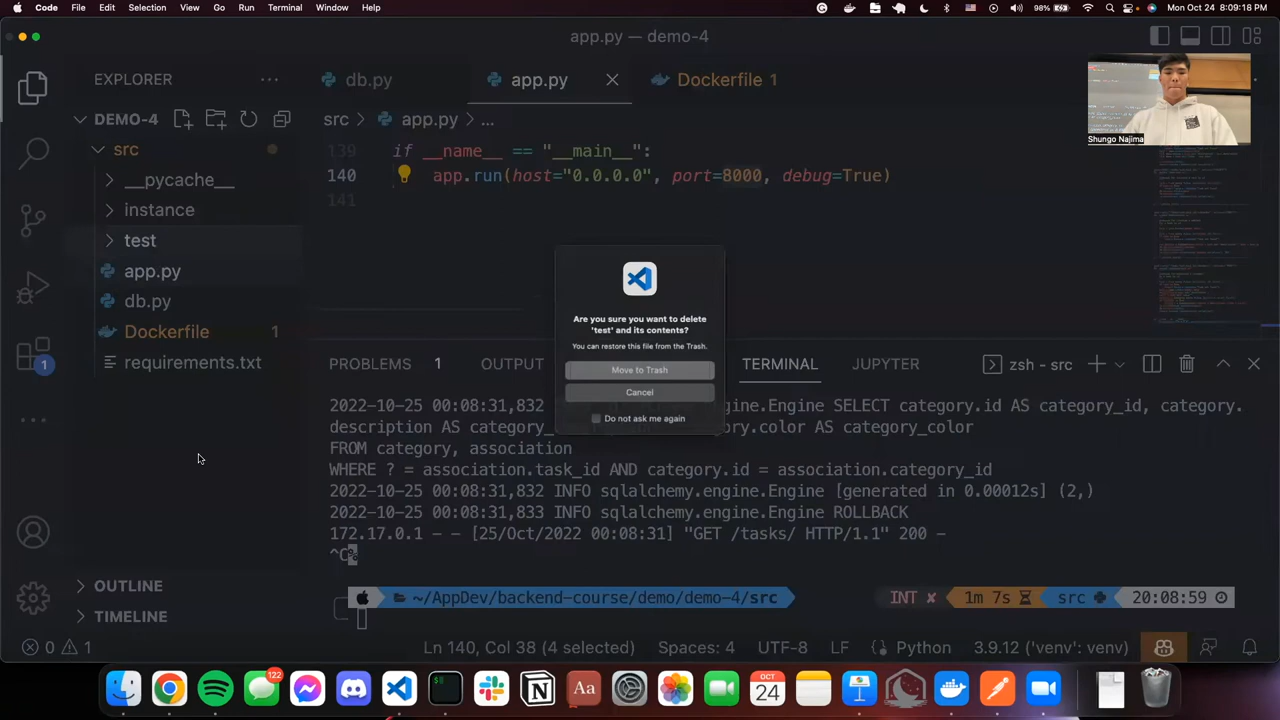 Code File Edit Selection View Go Run Terminal Window Help 98% Mon Oct 24 8:09:18 PM
app.py — demo-4
EXPLORER
db.py
app.py
Dockerfile 1
Shungo Najima
DEMO-4
src
__pycache__
instance
test
app.py
db.py
Dockerfile 1
requirements.txt
OUTLINE
TIMELINE
src > app.py > ...
139 if __name__ == "__main__":
140 app.run(host="0.0.0.0", port=8000, debug=True)
141
Are you sure you want to delete
'test' and its contents?
You can restore this file from the Trash.
Move to Trash
Cancel
Do not ask me again
PROBLEMS 1 OUTPUT TERMINAL JUPYTER zsh - src
2022-10-25 00:08:31,832 ngine.Engine SELECT category.id AS category_id, category.
description AS category_ egory.color AS category_color
FROM category, association
WHERE ? = association.task_id AND category.id = association.category_id
2022-10-25 00:08:31,832 INFO sqlalchemy.engine.Engine [generated in 0.00012s] (2,)
2022-10-25 00:08:31,833 INFO sqlalchemy.engine.Engine ROLLBACK
172.17.0.1 - - [25/Oct/2022 00:08:31] "GET /tasks/ HTTP/1.1" 200 -
^C%
~/AppDev/backend-course/demo/demo-4/src INT ✘ 1m 7s src 20:08:59
0 1 Ln 140, Col 38 (4 selected) Spaces: 4 UTF-8 LF Python 3.9.12 ('venv': venv)
1
122
OCT
24
Aa